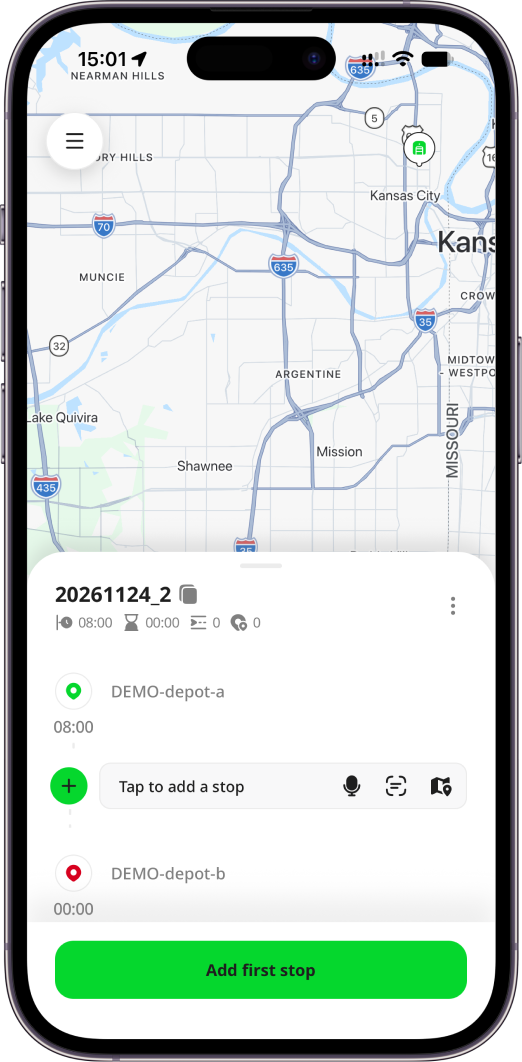 15:01
635
NEARMAN HILLS
5
ORY HILLS
Kansas City
70
Kans
635
MUNCIE
CROW
35
32
MIDTOW
- WESTPO
ARGENTINE
Lake Quivira
MISSOURI
Mission
Shawnee
435
35
20261124_2
08:00 00:00 0 0
DEMO-depot-a
08:00
Tap to add a stop
DEMO-depot-b
00:00
Add first stop